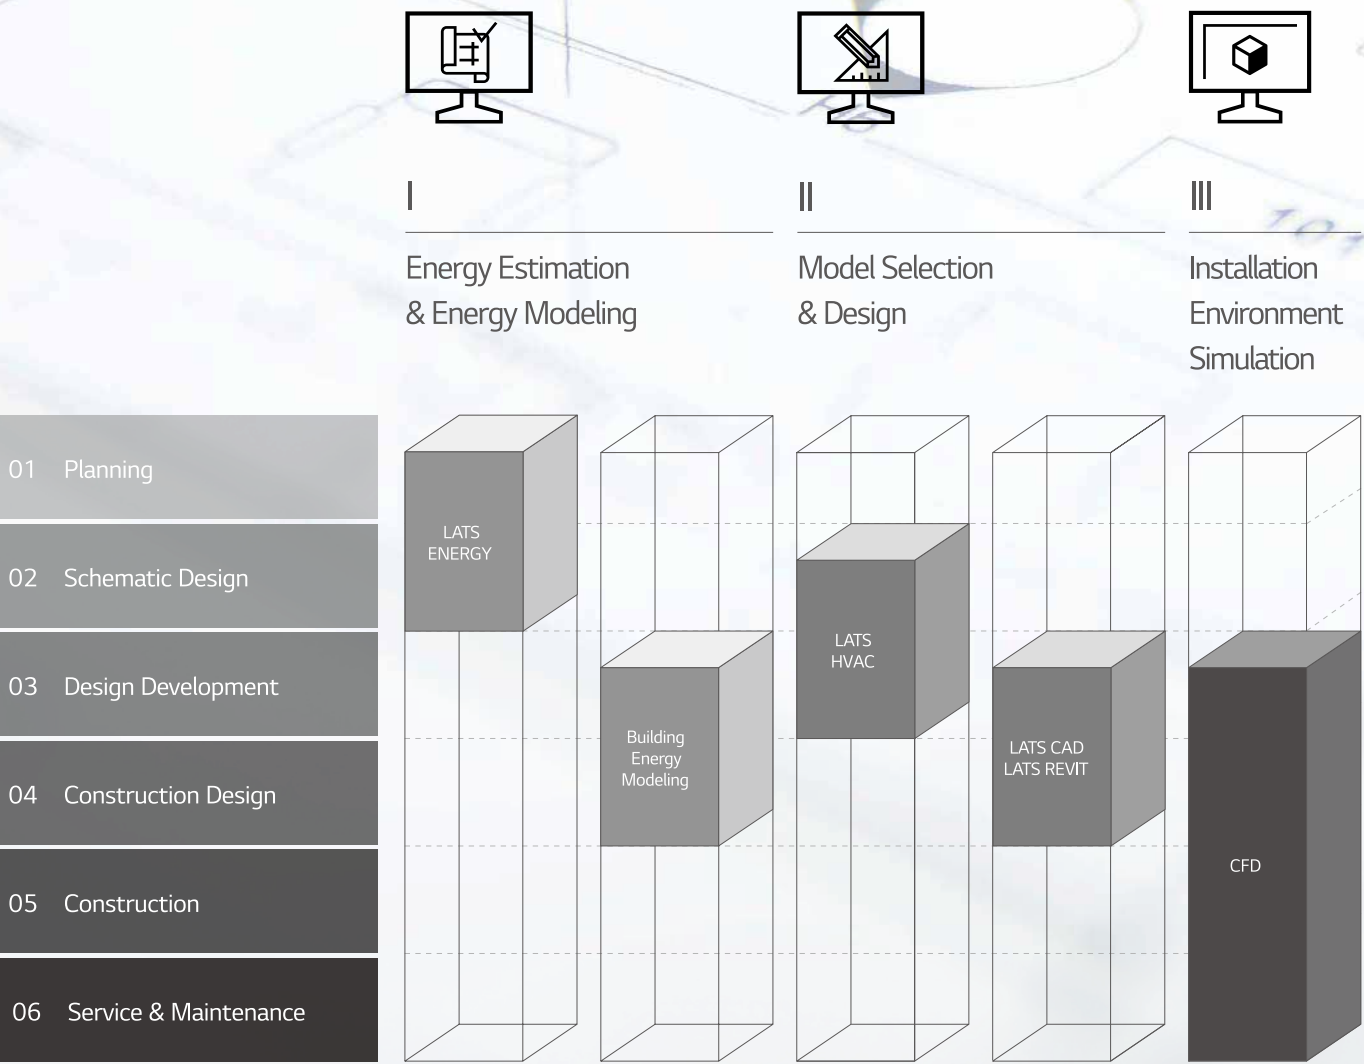 I
II
III
Energy Estimation
& Energy Modeling
Model Selection
& Design
Installation
Environment
Simulation
01 Planning
02 Schematic Design
03 Design Development
04 Construction Design
05 Construction
06 Service & Maintenance
LATS
ENERGY
Building
Energy
Modeling
LATS
HVAC
LATS CAD
LATS REVIT
CFD